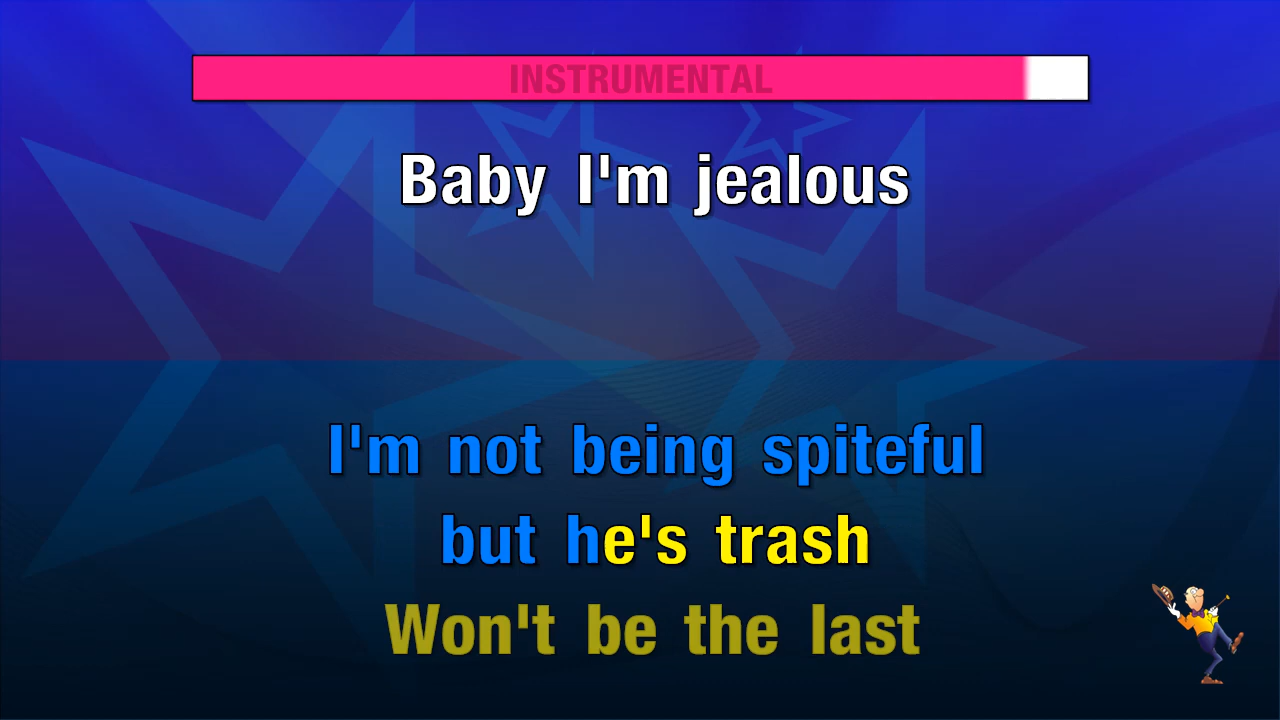 INSTRUMENTAL
Baby I'm jealous
I'm not being spiteful
but he's trash
Won't be the last